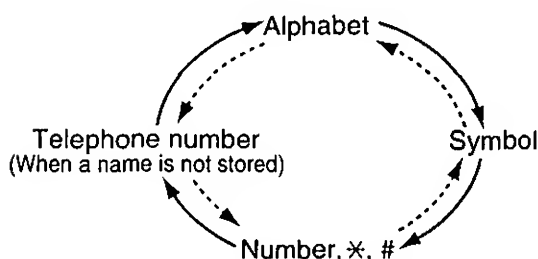 Alphabet
Telephone number
(When a name is not stored)
Symbol
Number, ✳, #